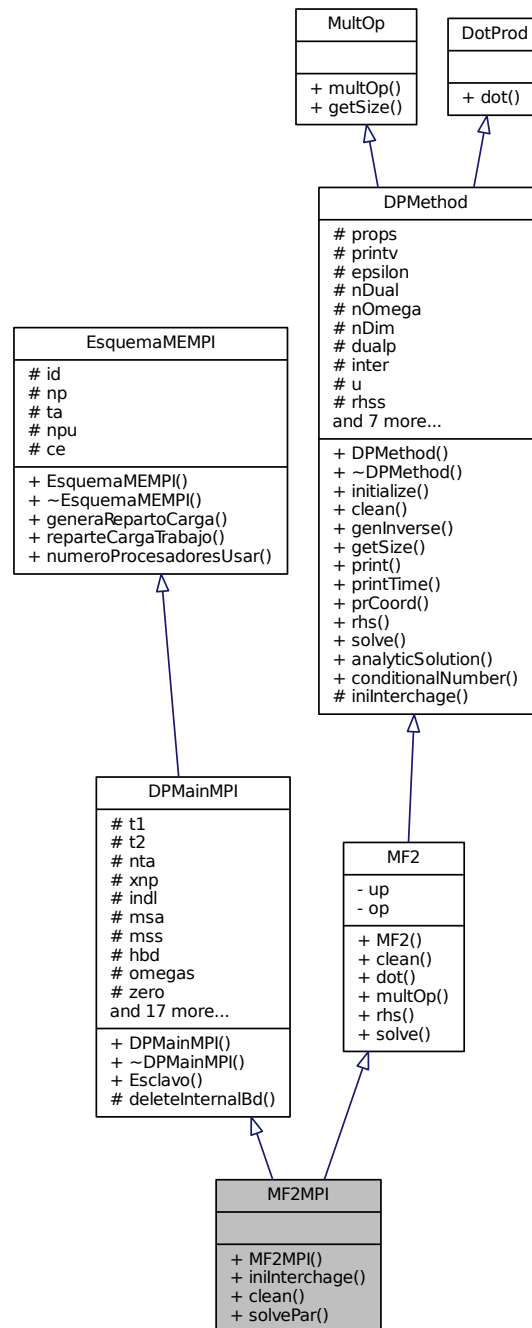 MultOp
+ multOp()
+ getSize()
DotProd
+ dot()
DPMethod
# props
# printv
# epsilon
# nDual
# nOmega
# nDim
# dualp
# inter
# u
# rhss
and 7 more...
+ DPMethod()
+ ~DPMethod()
+ initialize()
+ clean()
+ genInverse()
+ getSize()
+ print()
+ printTime()
+ prCoord()
+ rhs()
+ solve()
+ analyticSolution()
+ conditionalNumber()
# iniInterchage()
EsquemaMEMPI
# id
# np
# ta
# npu
# ce
+ EsquemaMEMPI()
+ ~EsquemaMEMPI()
+ generaRepartoCarga()
+ reparteCargaTrabajo()
+ numeroProcesadoresUsar()
DPMainMPI
# t1
# t2
# nta
# xnp
# indl
# msa
# mss
# hbd
# omegas
# zero
and 17 more...
+ DPMainMPI()
+ ~DPMainMPI()
+ Esclavo()
# deleteInternalBd()
MF2
- up
- op
+ MF2()
+ clean()
+ dot()
+ multOp()
+ rhs()
+ solve()
MF2MPI
+ MF2MPI()
+ iniInterchage()
+ clean()
+ solvePar()